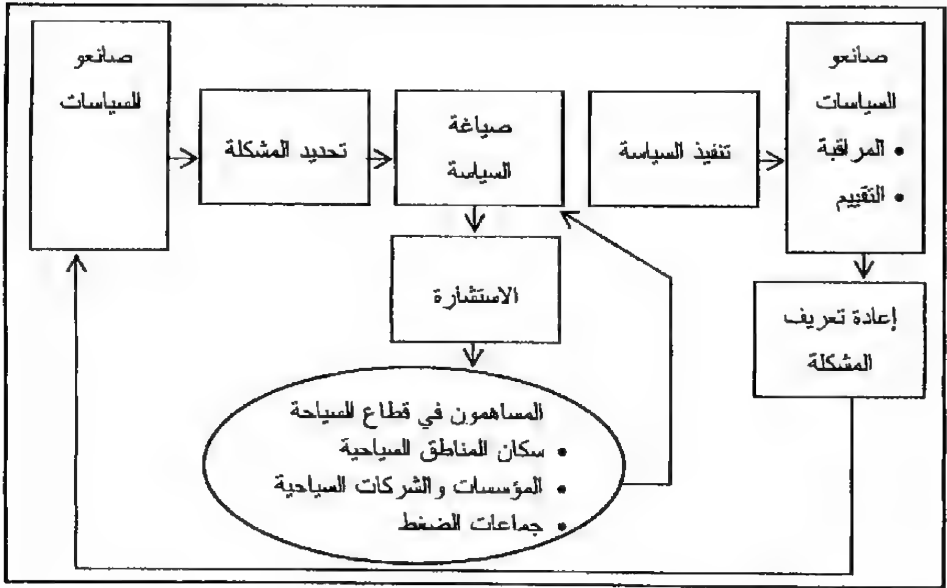 صانعو
السياسات
تحديد المشكلة
صياغة
السياسة
تنفيذ السياسة
صانعو
السياسات
• المراقبة
• التقييم
الاستشارة
إعادة تعريف
المشكلة
المساهمون في قطاع السياحة
• سكان المناطق السياحية
• المؤسسات والشركات السياحية
• جماعات الضغط